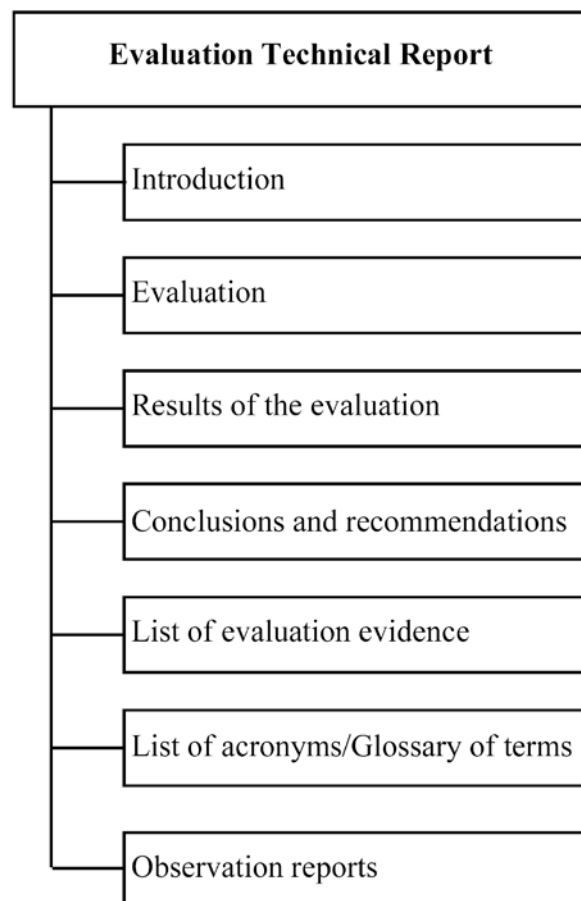 Evaluation Technical Report
Introduction
Evaluation
Results of the evaluation
Conclusions and recommendations
List of evaluation evidence
List of acronyms/Glossary of terms
Observation reports